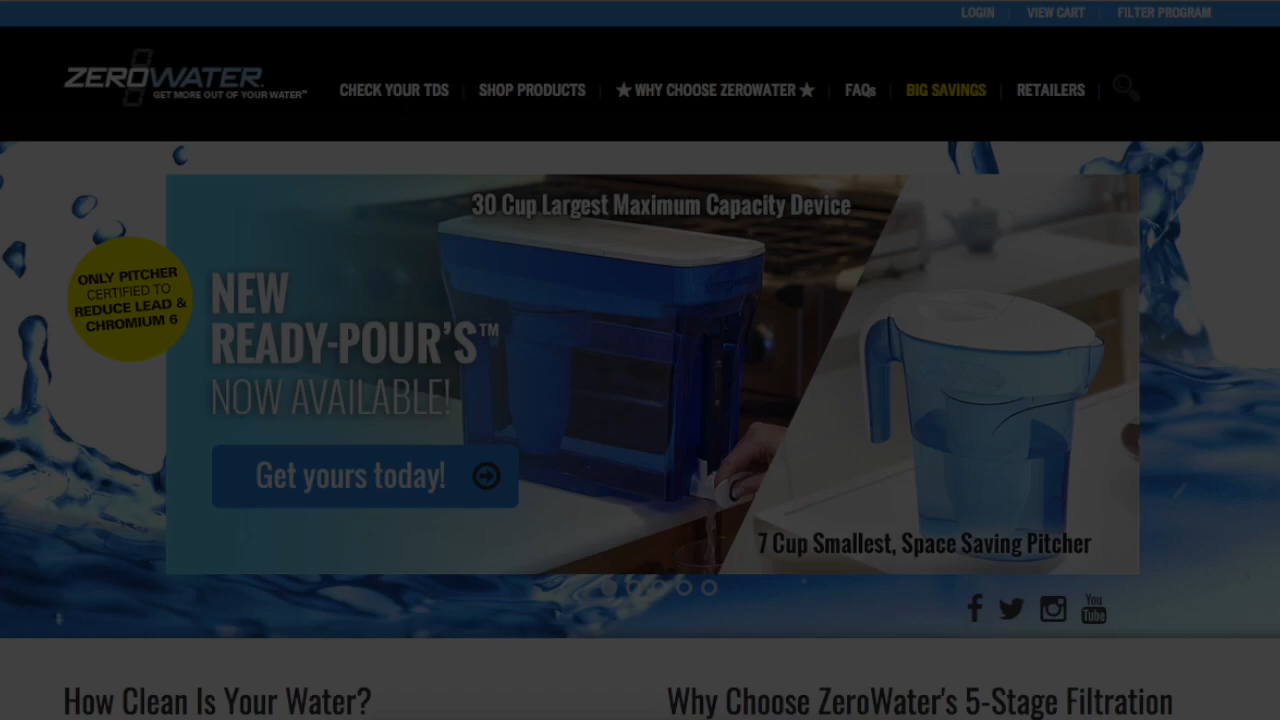 LOGIN
VIEW CART
FILTER PROGRAM
ZEROWATER.
GET MORE OUT OF YOUR WATER™
CHECK YOUR TDS
SHOP PRODUCTS
★ WHY CHOOSE ZEROWATER ★
FAQs
BIG SAVINGS
RETAILERS
30 Cup Largest Maximum Capacity Device
ONLY PITCHER
CERTIFIED TO
REDUCE LEAD &
CHROMIUM 6
NEW
READY-POUR'S™
NOW AVAILABLE!
Get yours today!
7 Cup Smallest, Space Saving Pitcher
You
Tube
How Clean Is Your Water?
Why Choose ZeroWater's 5-Stage Filtration